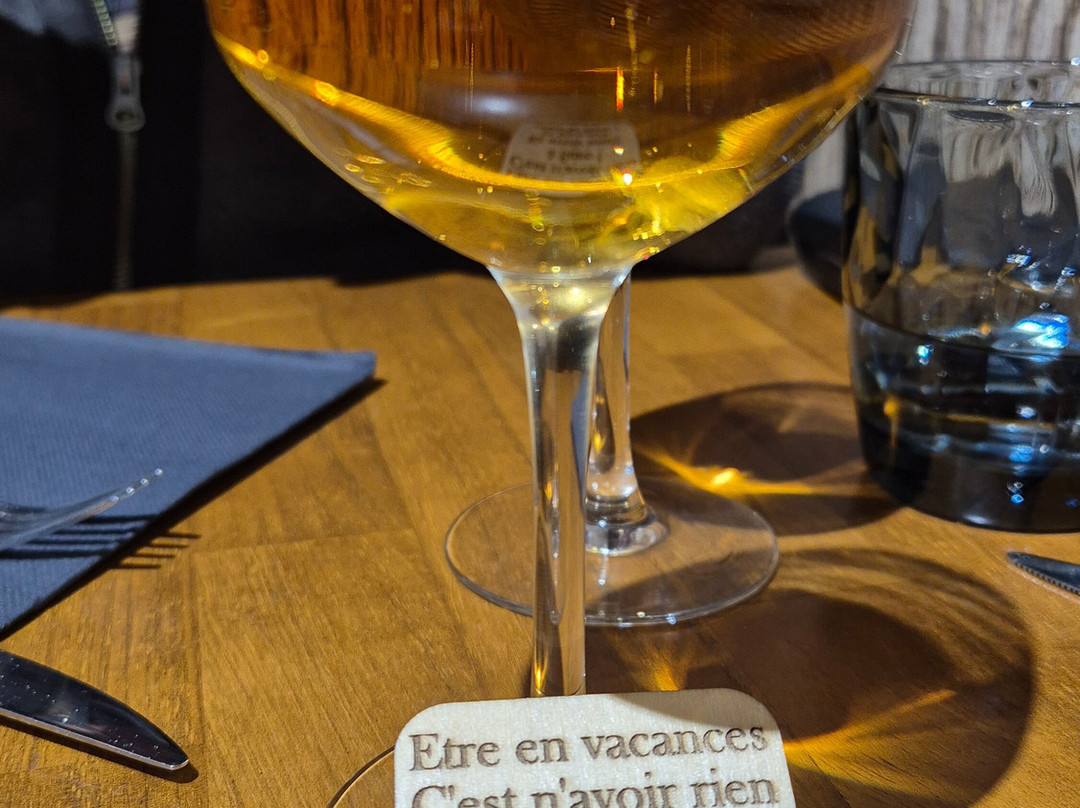 Etre en vacances
C'est n'avoir rien